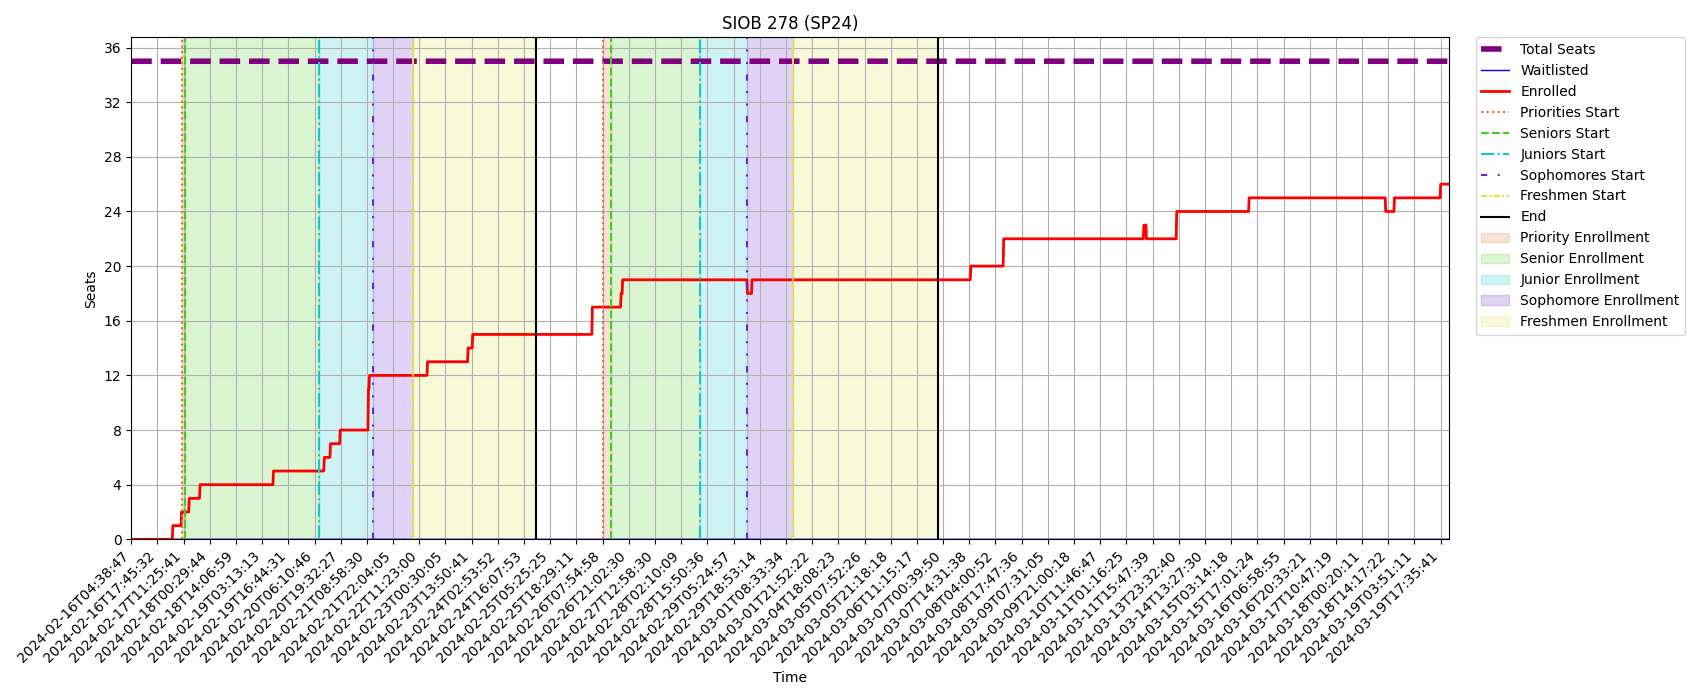 SIOB 278 (SP24)
36
32
28
24
20
16
12
8
4
0
Seats
2024-02-16T04:38:47
2024-02-16T17:45:32
2024-02-17T11:25:41
2024-02-18T00:29:44
2024-02-18T14:06:59
2024-02-19T03:13:13
2024-02-19T16:44:31
2024-02-20T06:10:46
2024-02-20T19:32:27
2024-02-21T08:58:30
2024-02-21T22:04:05
2024-02-22T11:23:00
2024-02-23T00:30:05
2024-02-23T13:50:41
2024-02-24T02:53:52
2024-02-24T16:07:53
2024-02-25T05:25:25
2024-02-25T18:29:11
2024-02-26T07:54:58
2024-02-26T21:02:30
2024-02-27T12:58:30
2024-02-28T02:10:09
2024-02-28T15:50:36
2024-02-29T05:24:57
2024-02-29T18:53:14
2024-03-01T08:33:34
2024-03-01T21:52:22
2024-03-04T18:08:23
2024-03-05T07:52:26
2024-03-05T21:18:18
2024-03-06T11:15:17
2024-03-07T00:39:50
2024-03-07T14:31:38
2024-03-08T04:00:52
2024-03-08T17:47:36
2024-03-09T07:31:05
2024-03-09T21:00:18
2024-03-10T11:46:47
2024-03-11T01:16:25
2024-03-11T15:47:39
2024-03-13T23:32:40
2024-03-14T13:27:30
2024-03-15T03:14:18
2024-03-15T17:01:24
2024-03-16T06:58:55
2024-03-16T20:33:21
2024-03-17T10:47:19
2024-03-18T00:20:11
2024-03-18T14:17:22
2024-03-19T03:51:11
2024-03-19T17:35:41
Time
Total Seats
Waitlisted
Enrolled
Priorities Start
Seniors Start
Juniors Start
Sophomores Start
Freshmen Start
End
Priority Enrollment
Senior Enrollment
Junior Enrollment
Sophomore Enrollment
Freshmen Enrollment